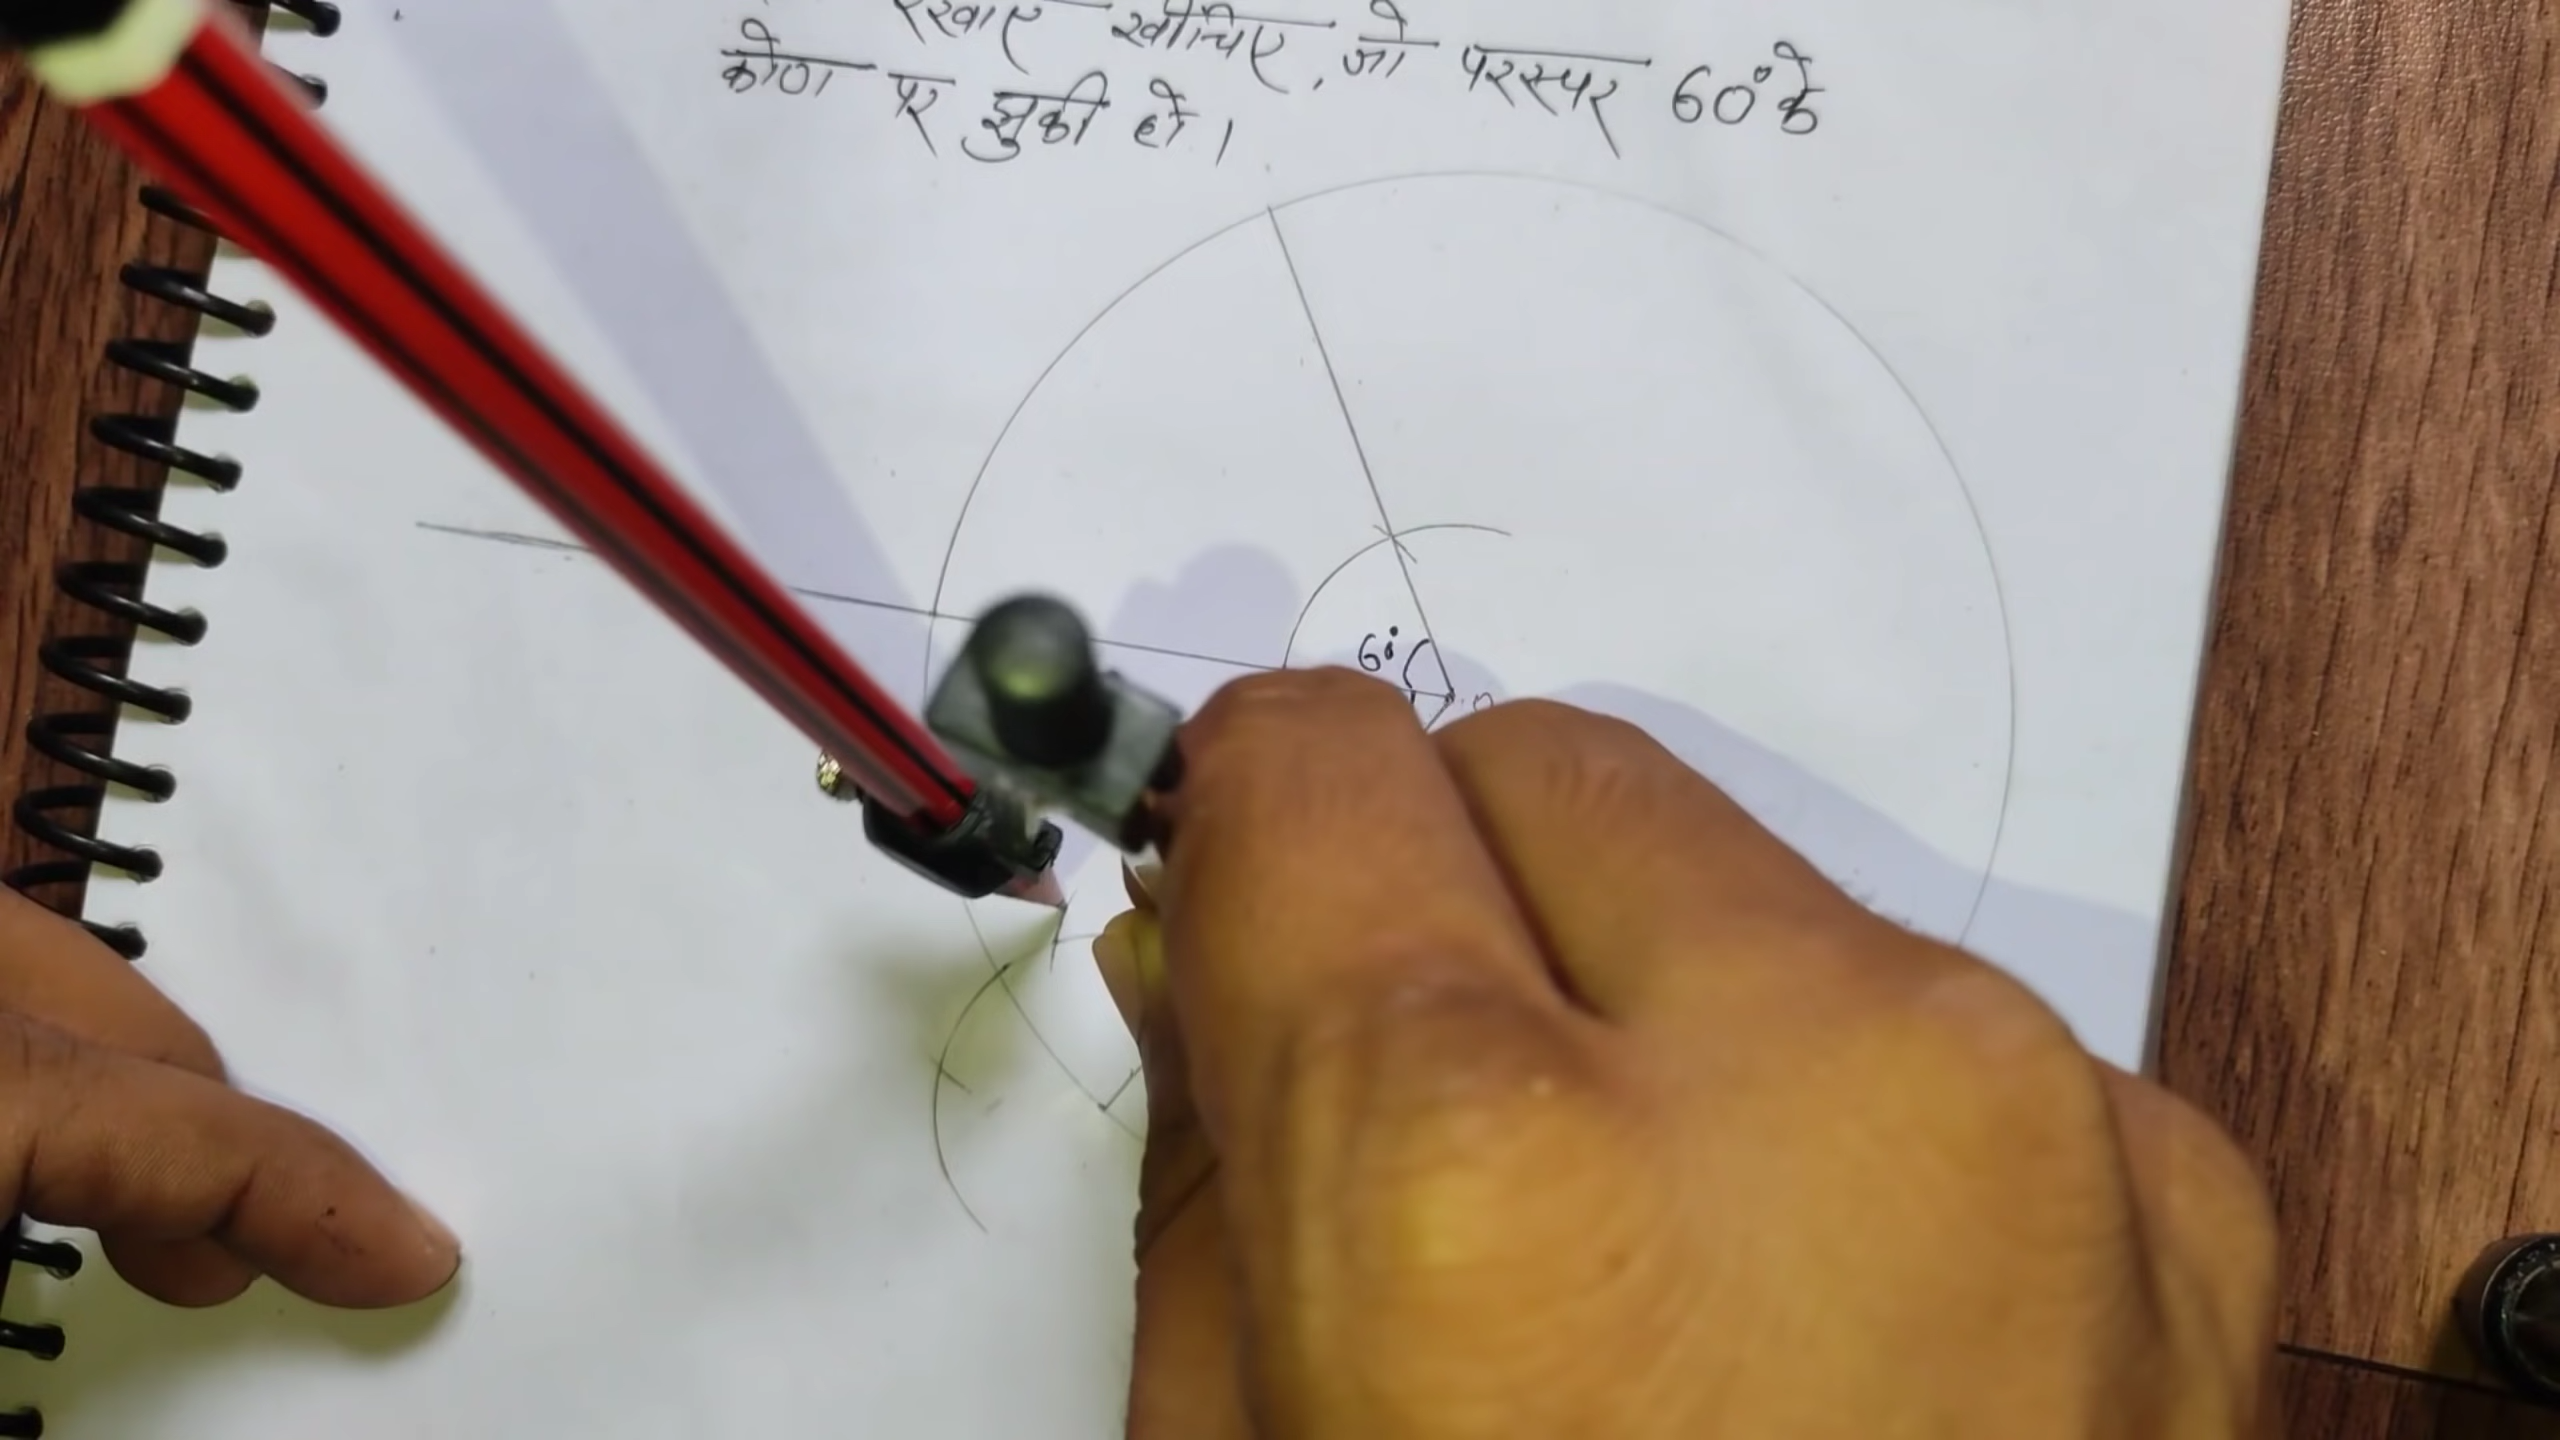 रेखाएं खींचिए, जो परस्पर 60° के
कोण पर झुकी हो।
60°